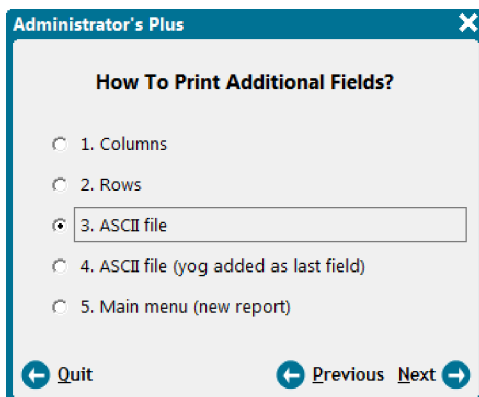 Administrator's Plus
How To Print Additional Fields?
1. Columns
2. Rows
3. ASCII file
4. ASCII file (yog added as last field)
5. Main menu (new report)
Quit Previous Next